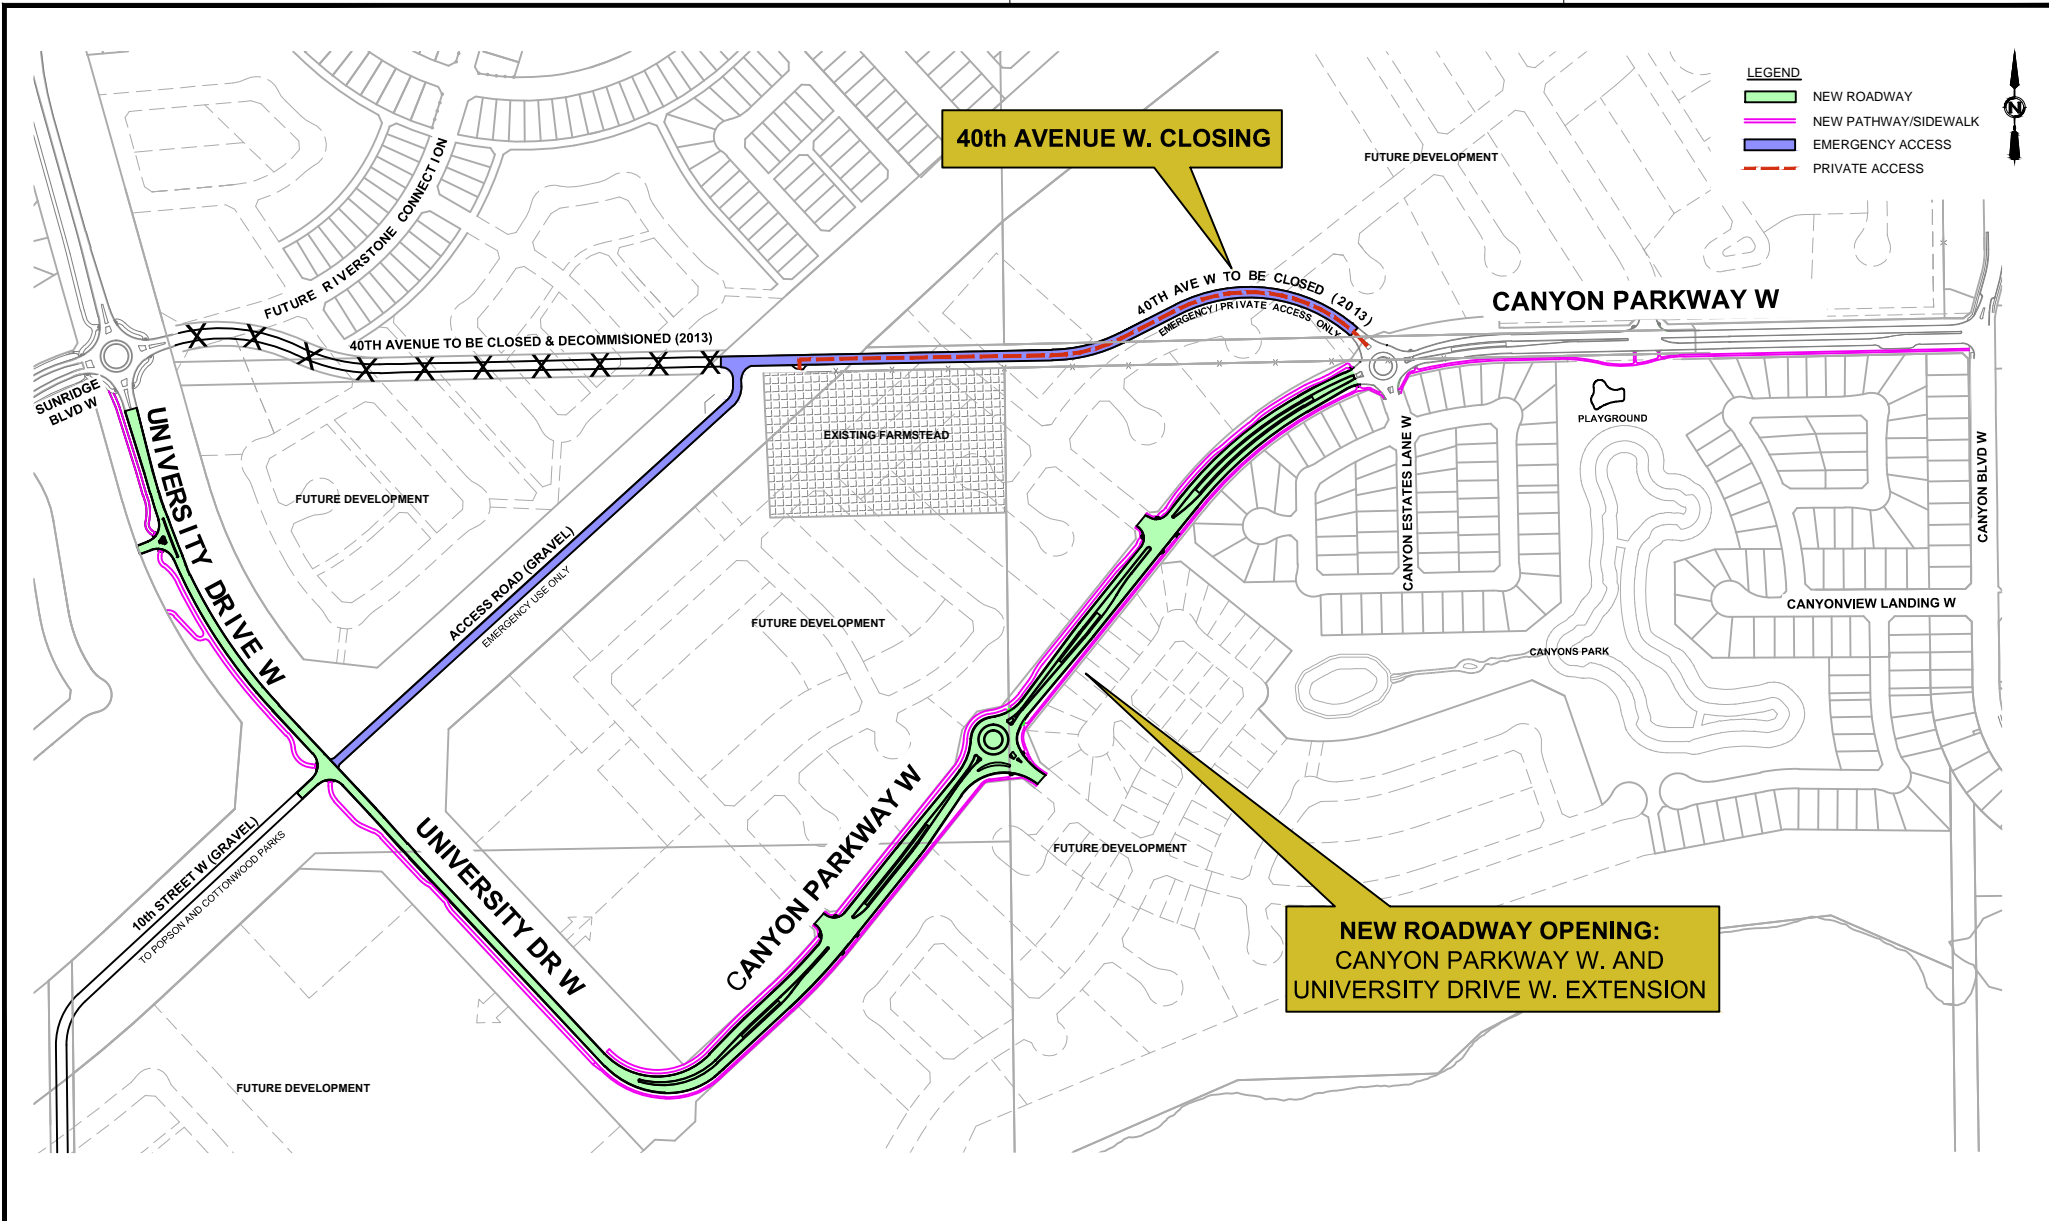 LEGEND
NEW ROADWAY
NEW PATHWAY/SIDEWALK
EMERGENCY ACCESS
PRIVATE ACCESS
N
40th AVENUE W. CLOSING
FUTURE DEVELOPMENT
FUTURE RIVERSTONE CONNECTION
40TH AVE W TO BE CLOSED (2013)
EMERGENCY / PRIVATE ACCESS ONLY
CANYON PARKWAY W
40TH AVENUE TO BE CLOSED & DECOMMISIONED (2013)
SUNRIDGE
BLVD W
UNIVERSITY DRIVE W
EXISTING FARMSTEAD
PLAYGROUND
CANYON ESTATES LANE W
CANYON BLVD W
FUTURE DEVELOPMENT
ACCESS ROAD (GRAVEL)
EMERGENCY USE ONLY
FUTURE DEVELOPMENT
CANYONVIEW LANDING W
CANYONS PARK
10th STREET W (GRAVEL)
TO POPSON AND COTTONWOOD PARKS
UNIVERSITY DR W
CANYON PARKWAY W
FUTURE DEVELOPMENT
NEW ROADWAY OPENING:
CANYON PARKWAY W. AND
UNIVERSITY DRIVE W. EXTENSION
FUTURE DEVELOPMENT